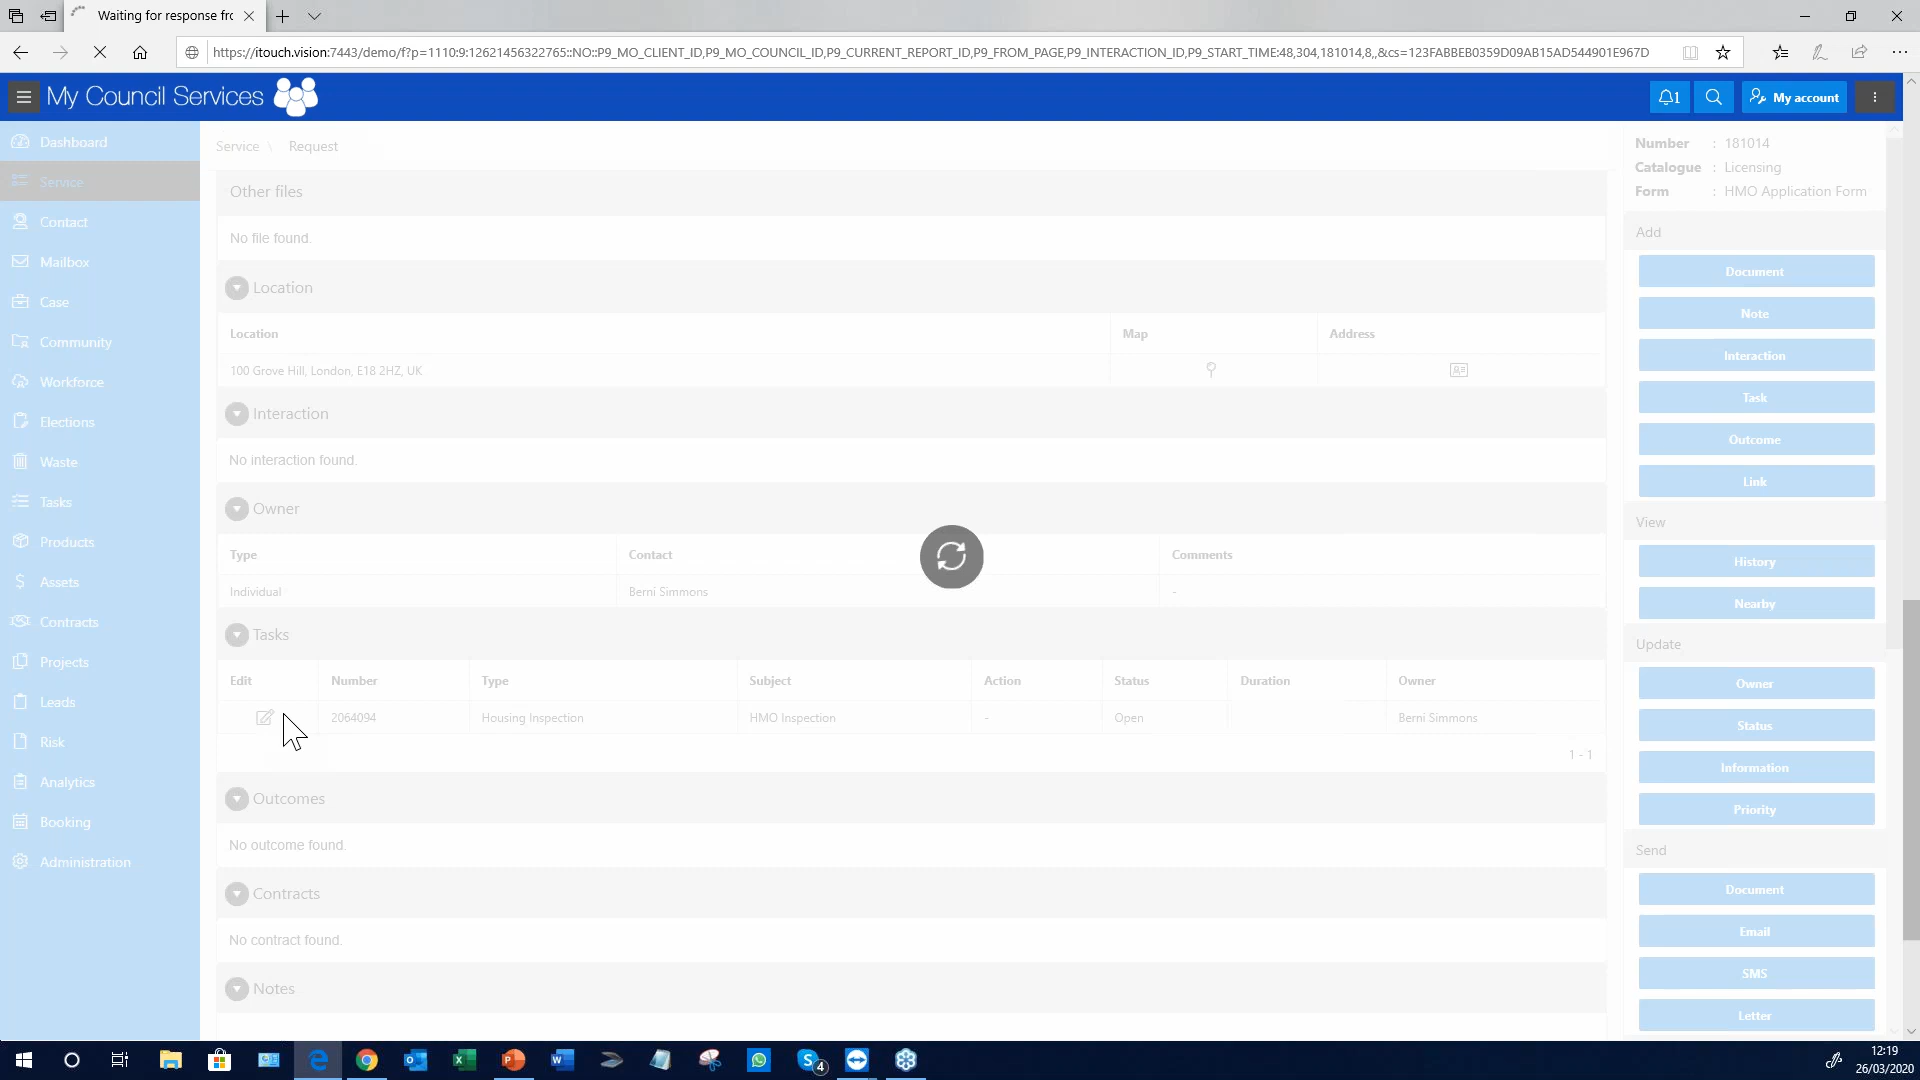 Waiting for response fro
https://itouch.vision:7443/demo/f?p=1110:9:12621456322765::NO::P9_MO_CLIENT_ID,P9_MO_COUNCIL_ID,P9_CURRENT_REPORT_ID,P9_FROM_PAGE,P9_INTERACTION_ID,P9_START_TIME:48,304,181014,8,,&cs=123FABBEB0359D09AB15AD544901E967D
My Council Services
1
My account
Dashboard
Service
Contact
Mailbox
Case
Community
Workforce
Elections
Waste
Tasks
Products
Assets
Contracts
Projects
Leads
Risk
Analytics
Booking
Administration
Service \ Request
Other files
No file found.
Location
Location Map Address
100 Grove Hill, London, E18 2HZ, UK
Interaction
No interaction found.
Owner
Type Contact Comments
Individual Berni Simmons -
Tasks
Edit Number Type Subject Action Status Duration Owner
2064094 Housing Inspection HMO Inspection - Open Berni Simmons
1 - 1
Outcomes
No outcome found.
Contracts
No contract found.
Notes
Number : 181014
Catalogue : Licensing
Form : HMO Application Form
Add
Document
Note
Interaction
Task
Outcome
Link
View
History
Nearby
Update
Owner
Status
Information
Priority
Send
Document
Email
SMS
Letter
4
12:19
26/03/2020